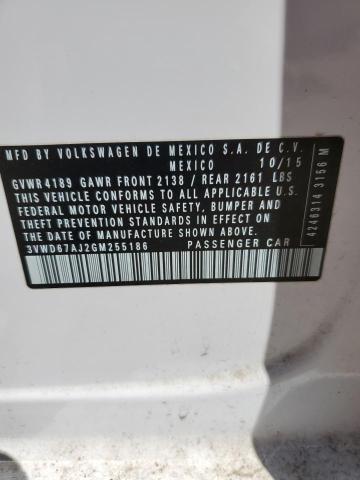 MFD BY VOLKSWAGEN DE MEXICO S.A. DE C.V.
MEXICO 10/15
GVWR 4189 GAWR FRONT 2138 / REAR 2161 LBS
THIS VEHICLE CONFORMS TO ALL APPLICABLE U.S.
FEDERAL MOTOR VEHICLE SAFETY, BUMPER AND
THEFT PREVENTION STANDARDS IN EFFECT ON THE
DATE OF MANUFACTURE SHOWN ABOVE.
3VWD67AJ2GM255186 PASSENGER CAR
4246314 3156 M